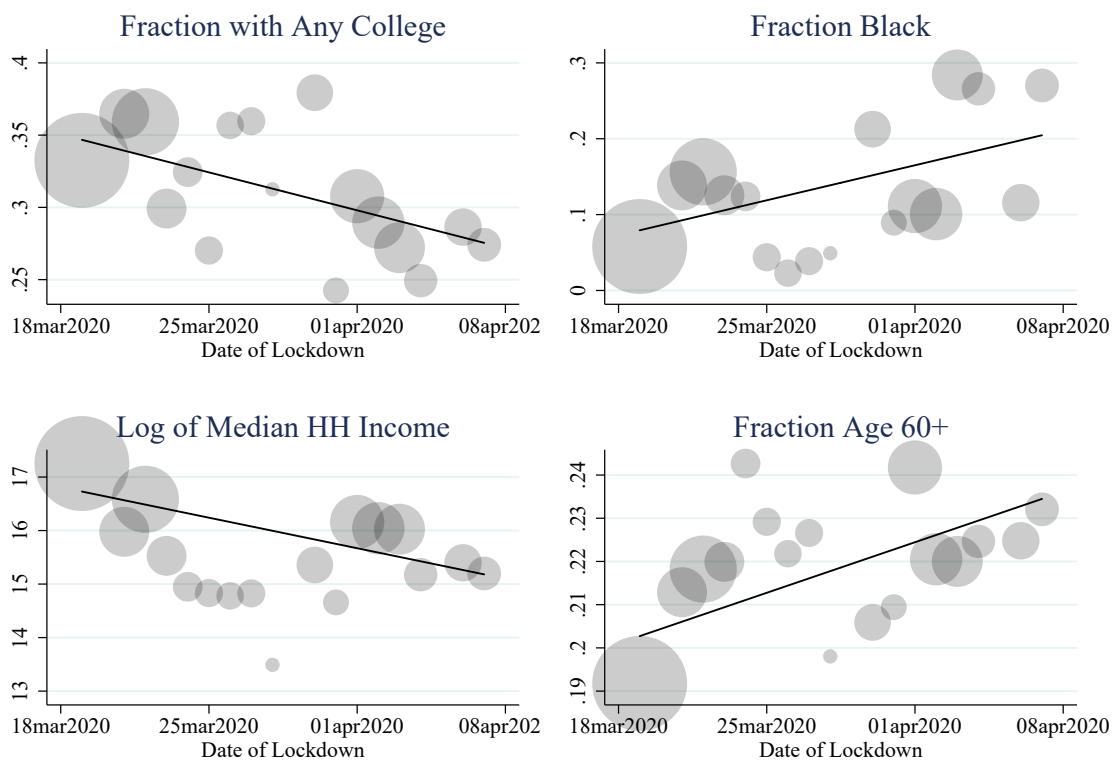 Fraction with Any College
.4
.35
.3
.25
18mar2020 25mar2020 01apr2020 08apr202
Date of Lockdown
Fraction Black
.3
.2
.1
0
18mar2020 25mar2020 01apr2020 08apr2020
Date of Lockdown
Log of Median HH Income
17
16
15
14
13
18mar2020 25mar2020 01apr2020 08apr202
Date of Lockdown
Fraction Age 60+
.24
.23
.22
.21
.2
.19
18mar2020 25mar2020 01apr2020 08apr2020
Date of Lockdown